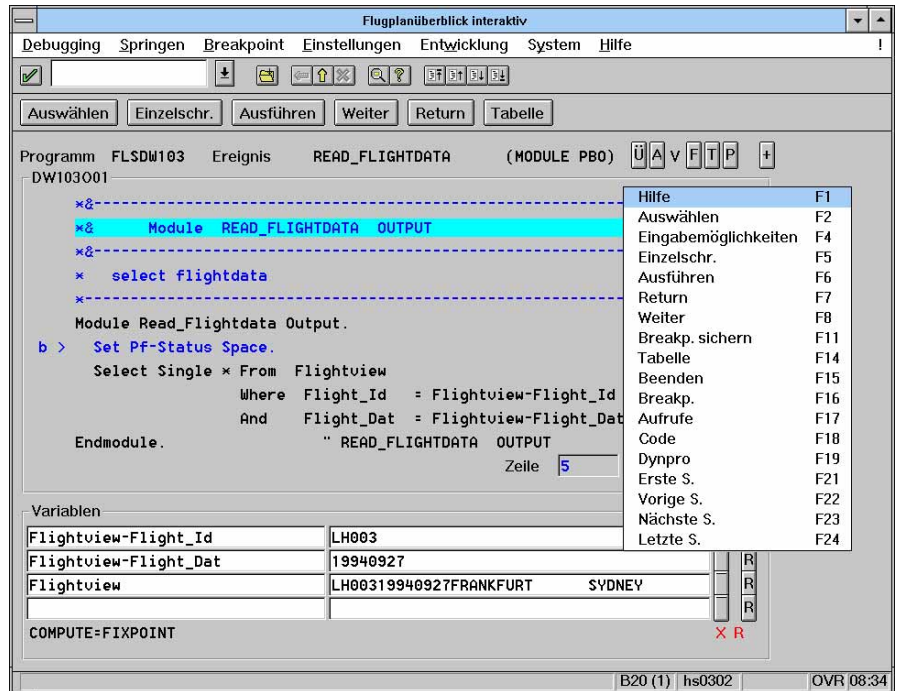 Flugplanüberblick interaktiv
Debugging Springen Breakpoint Einstellungen Entwicklung System Hilfe !
Auswählen Einzelschr. Ausführen Weiter Return Tabelle
Programm FLSDW103 Ereignis READ_FLIGHTDATA (MODULE PBO) Ü A v F T P +
DW103O01
*&---------------------------------------------------------
*& Module READ_FLIGHTDATA OUTPUT
*&---------------------------------------------------------
* select flightdata
*----------------------------------------------------------
Module Read_Flightdata Output.
b > Set Pf-Status Space.
Select Single * From Flightview
Where Flight_Id = Flightview-Flight_Id
And Flight_Dat = Flightview-Flight_Dat
Endmodule. " READ_FLIGHTDATA OUTPUT
Zeile 5
Hilfe F1
Auswählen F2
Eingabemöglichkeiten F4
Einzelschr. F5
Ausführen F6
Return F7
Weiter F8
Breakp. sichern F11
Tabelle F14
Beenden F15
Breakp. F16
Aufrufe F17
Code F18
Dynpro F19
Erste S. F21
Vorige S. F22
Nächste S. F23
Letzte S. F24
Variablen
Flightview-Flight_Id LH003
Flightview-Flight_Dat 19940927 R
Flightview LH00319940927FRANKFURT SYDNEY R
R
COMPUTE=FIXPOINT X R
B20 (1) hs0302 OVR 08:34